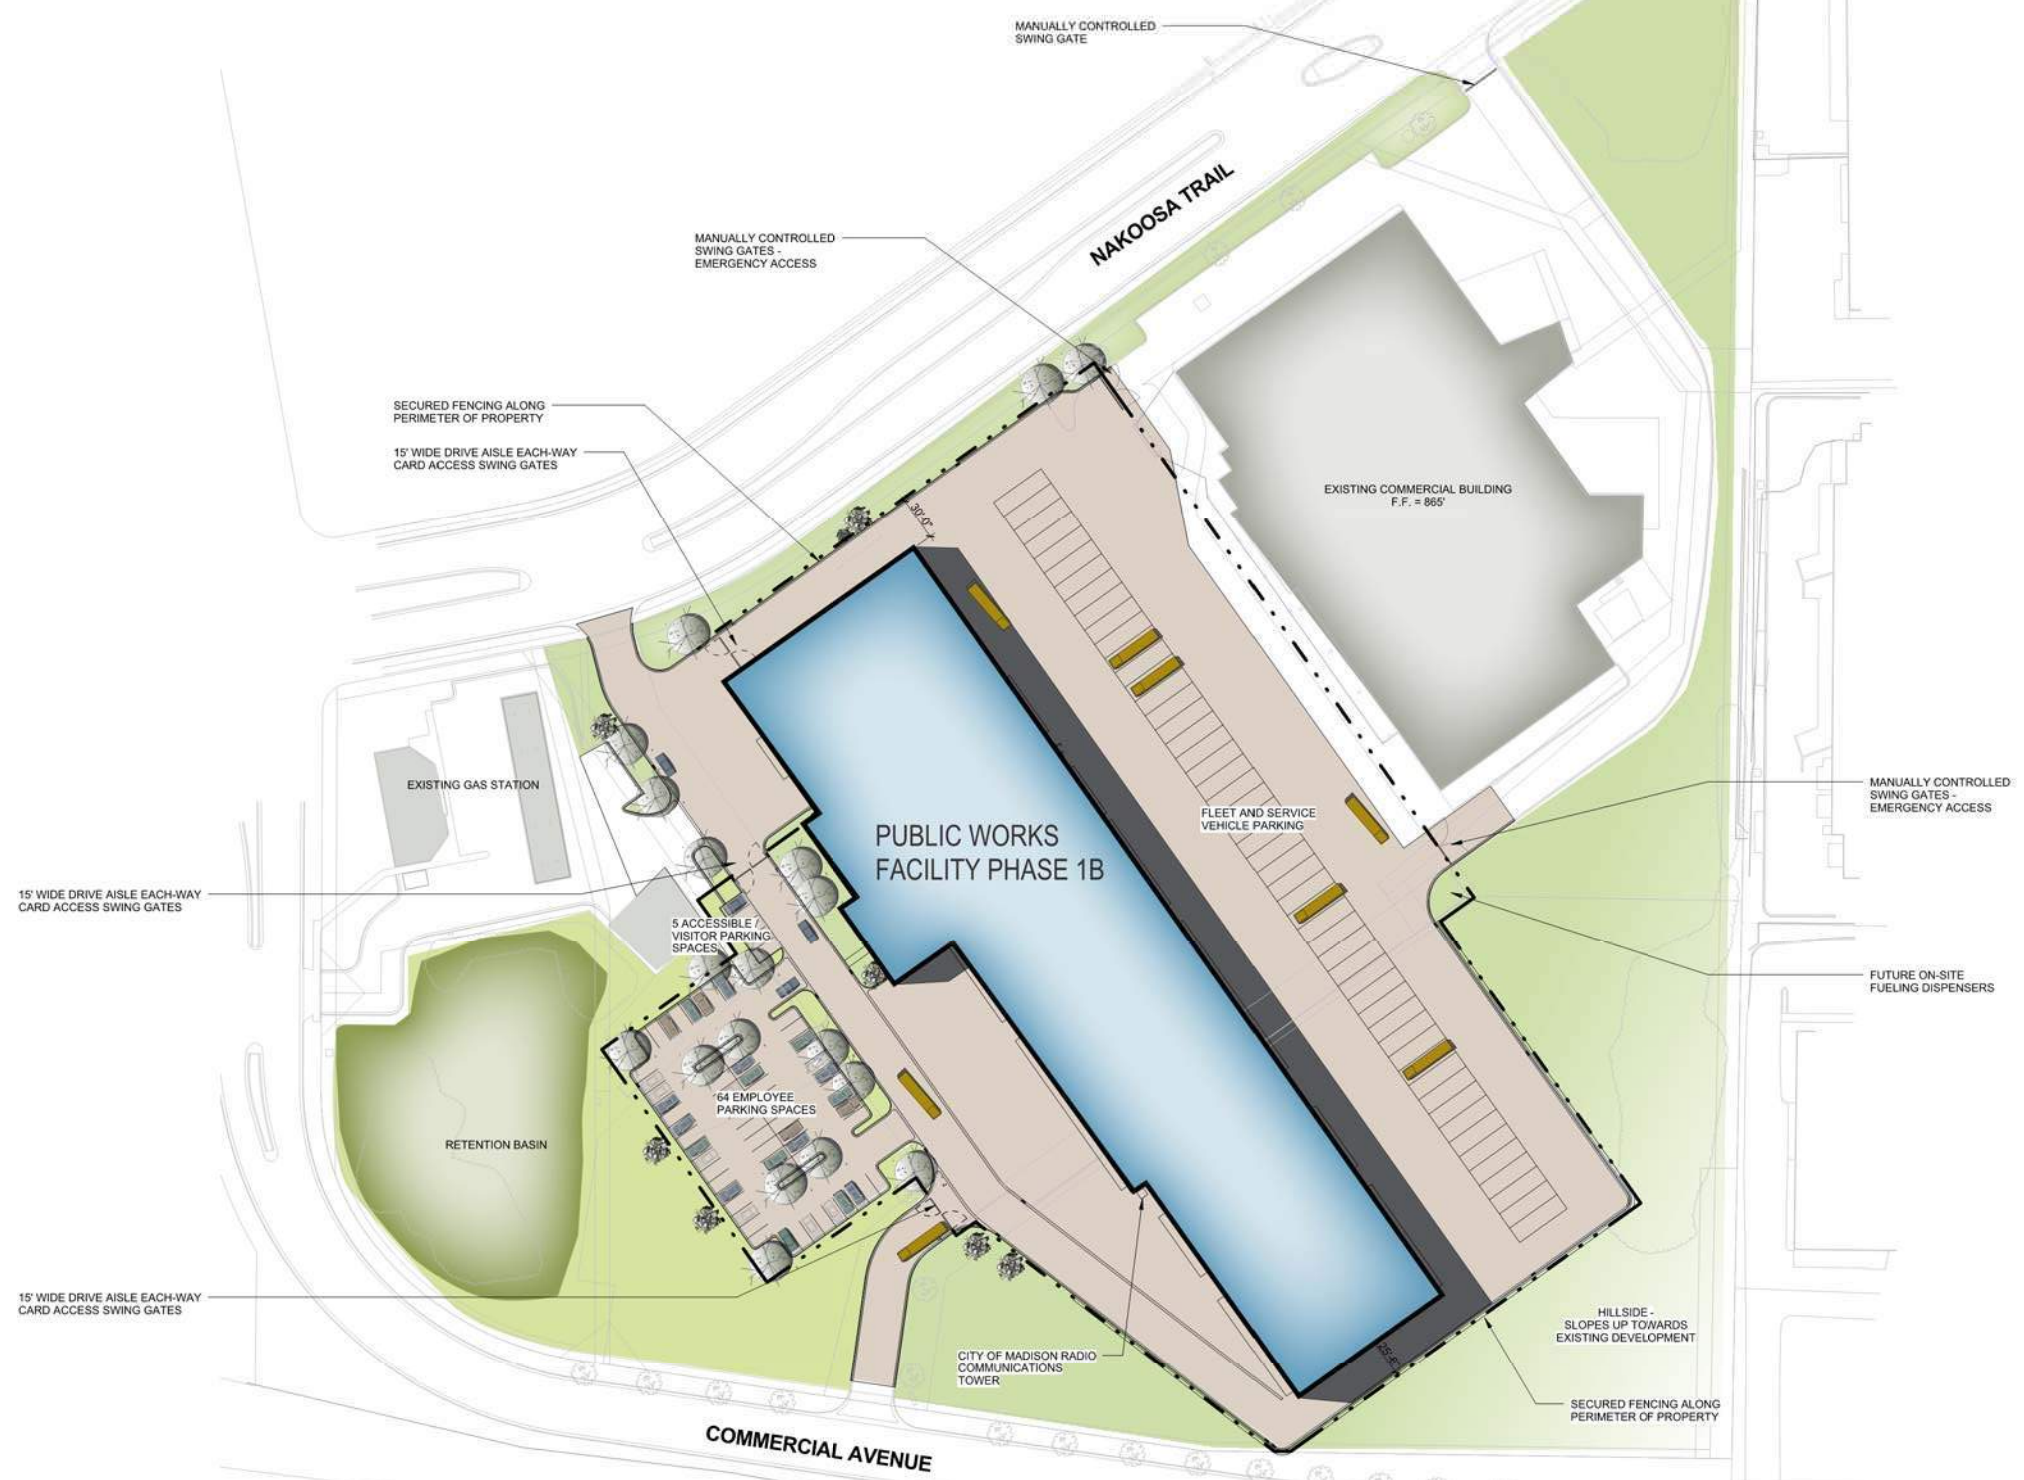 MANUALLY CONTROLLED
SWING GATE
NAKOOSA TRAIL
MANUALLY CONTROLLED
SWING GATES -
EMERGENCY ACCESS
SECURED FENCING ALONG
PERIMETER OF PROPERTY
15' WIDE DRIVE AISLE EACH-WAY
CARD ACCESS SWING GATES
30'-0"
EXISTING COMMERCIAL BUILDING
F.F. = 865'
EXISTING GAS STATION
PUBLIC WORKS
FACILITY PHASE 1B
FLEET AND SERVICE
VEHICLE PARKING
MANUALLY CONTROLLED
SWING GATES -
EMERGENCY ACCESS
15' WIDE DRIVE AISLE EACH-WAY
CARD ACCESS SWING GATES
5 ACCESSIBLE /
VISITOR PARKING
SPACES
FUTURE ON-SITE
FUELING DISPENSERS
64 EMPLOYEE
PARKING SPACES
RETENTION BASIN
15' WIDE DRIVE AISLE EACH-WAY
CARD ACCESS SWING GATES
HILLSIDE -
SLOPES UP TOWARDS
EXISTING DEVELOPMENT
CITY OF MADISON RADIO
COMMUNICATIONS
TOWER
SECURED FENCING ALONG
PERIMETER OF PROPERTY
COMMERCIAL AVENUE